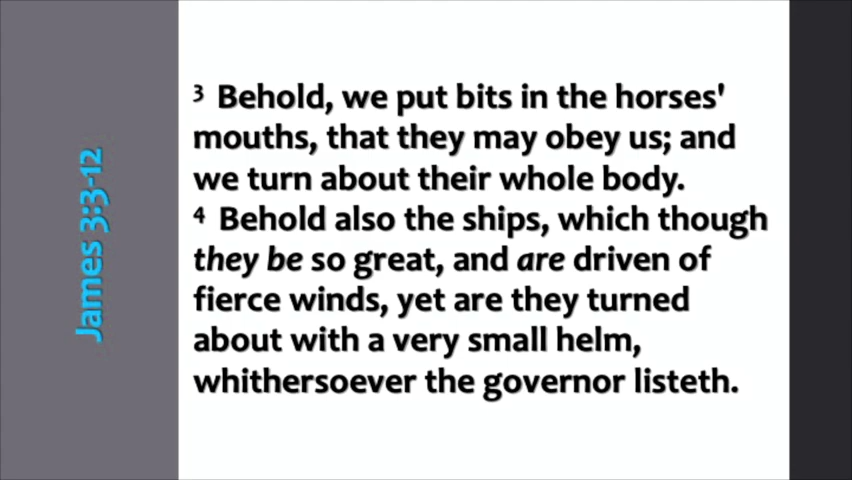 James 3:3-12
³ Behold, we put bits in the horses'
mouths, that they may obey us; and
we turn about their whole body.
⁴ Behold also the ships, which though
they be so great, and are driven of
fierce winds, yet are they turned
about with a very small helm,
whithersoever the governor listeth.